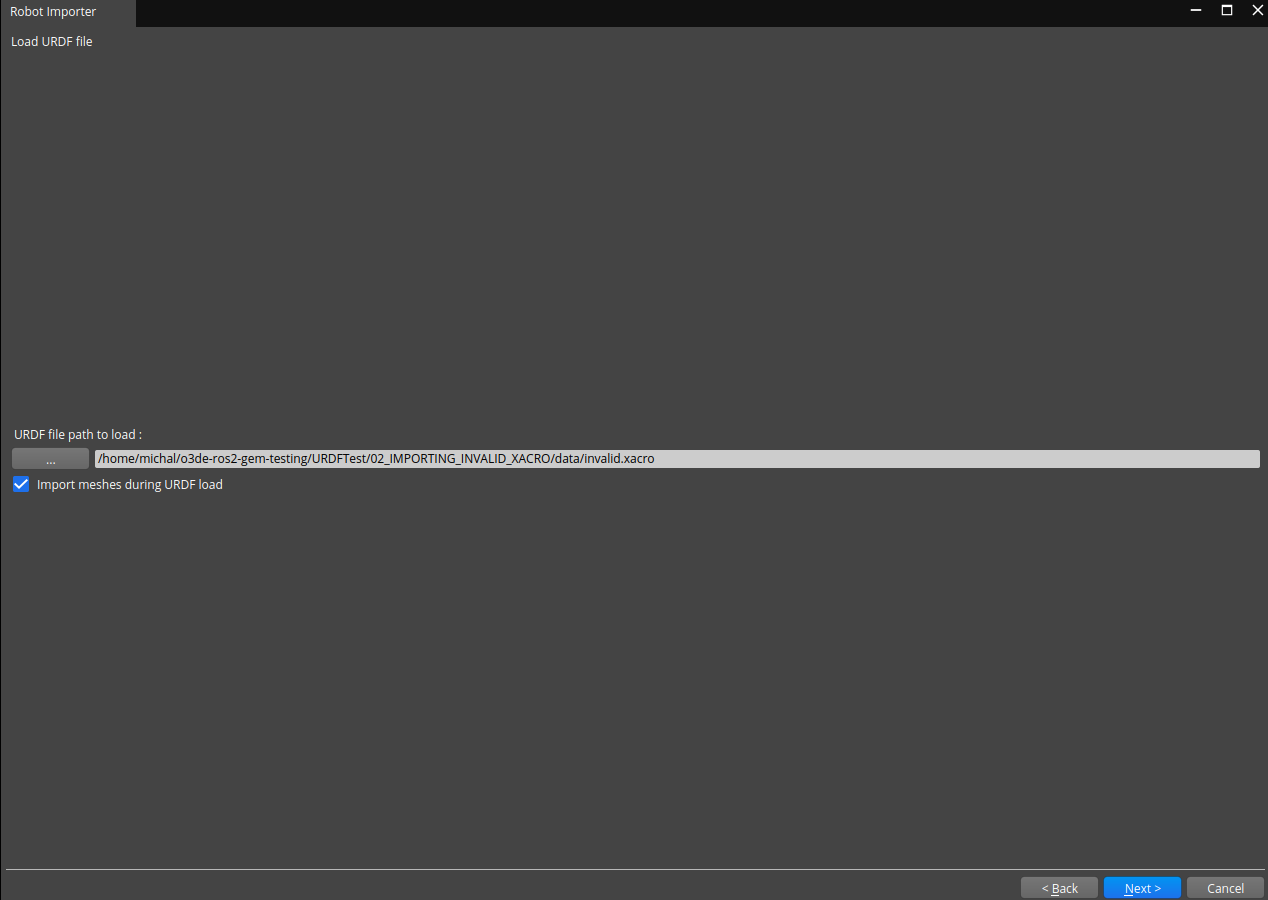 Robot Importer
Load URDF file
URDF file path to load :
... /home/michal/o3de-ros2-gem-testing/URDFTest/02_IMPORTING_INVALID_XACRO/data/invalid.xacro
Import meshes during URDF load
< Back Next > Cancel